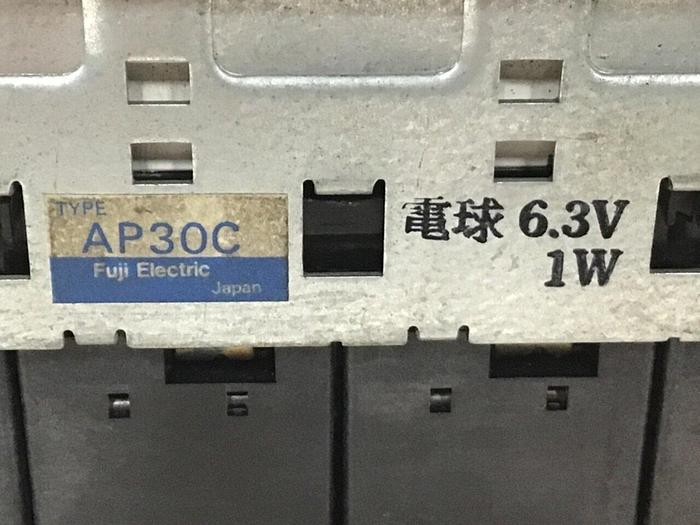 TYPE
AP30C
Fuji Electric
Japan
電球 6.3V
1W